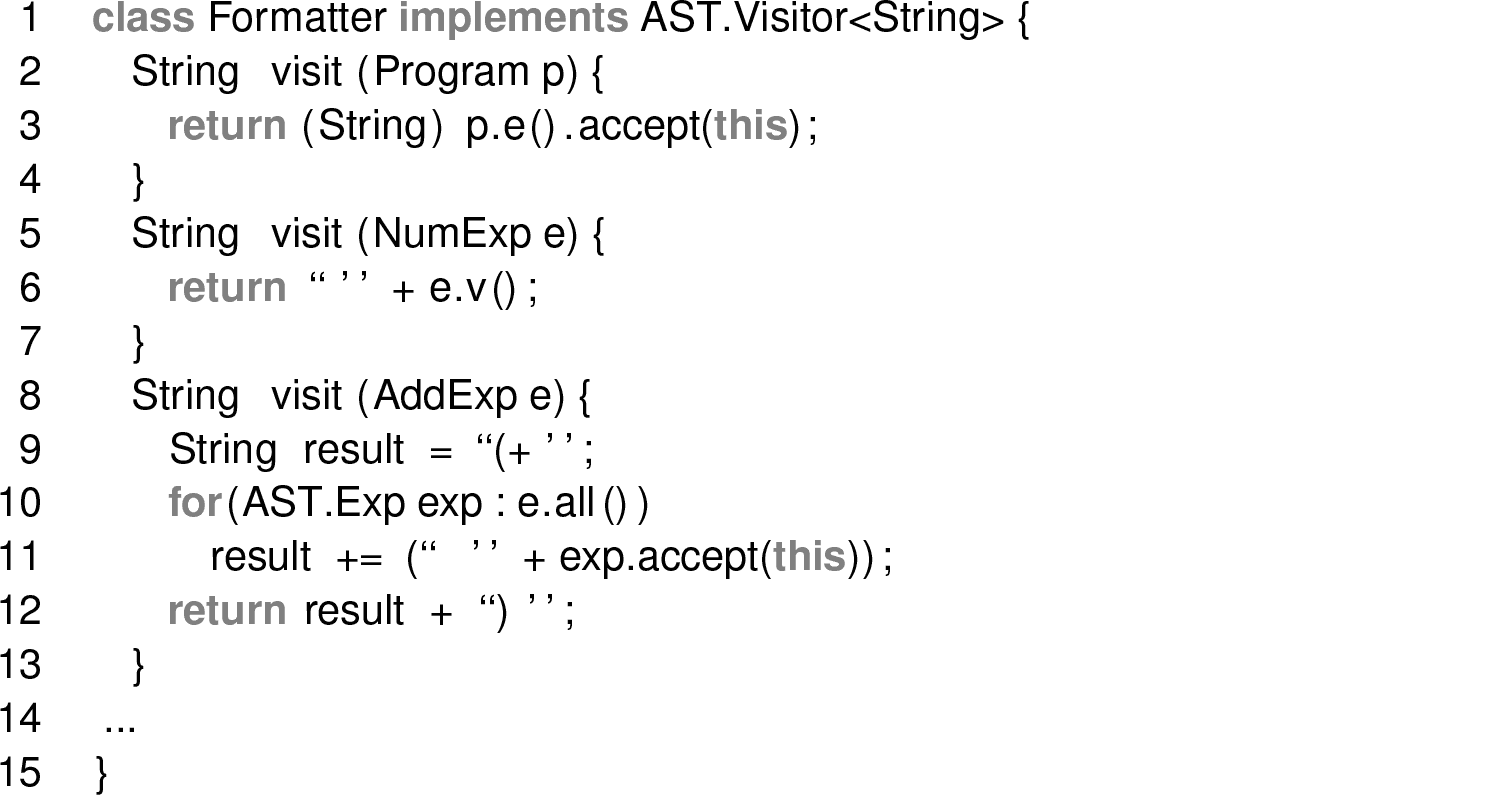 1 class Formatter implements AST.Visitor<String> {
2 String visit (Program p) {
3 return (String) p.e().accept(this);
4 }
5 String visit (NumExp e) {
6 return “ ’’ + e.v();
7 }
8 String visit (AddExp e) {
9 String result = “(+ ’’;
10 for(AST.Exp exp : e.all())
11 result += (“ ’’ + exp.accept(this));
12 return result + “) ’’;
13 }
14 ...
15 }